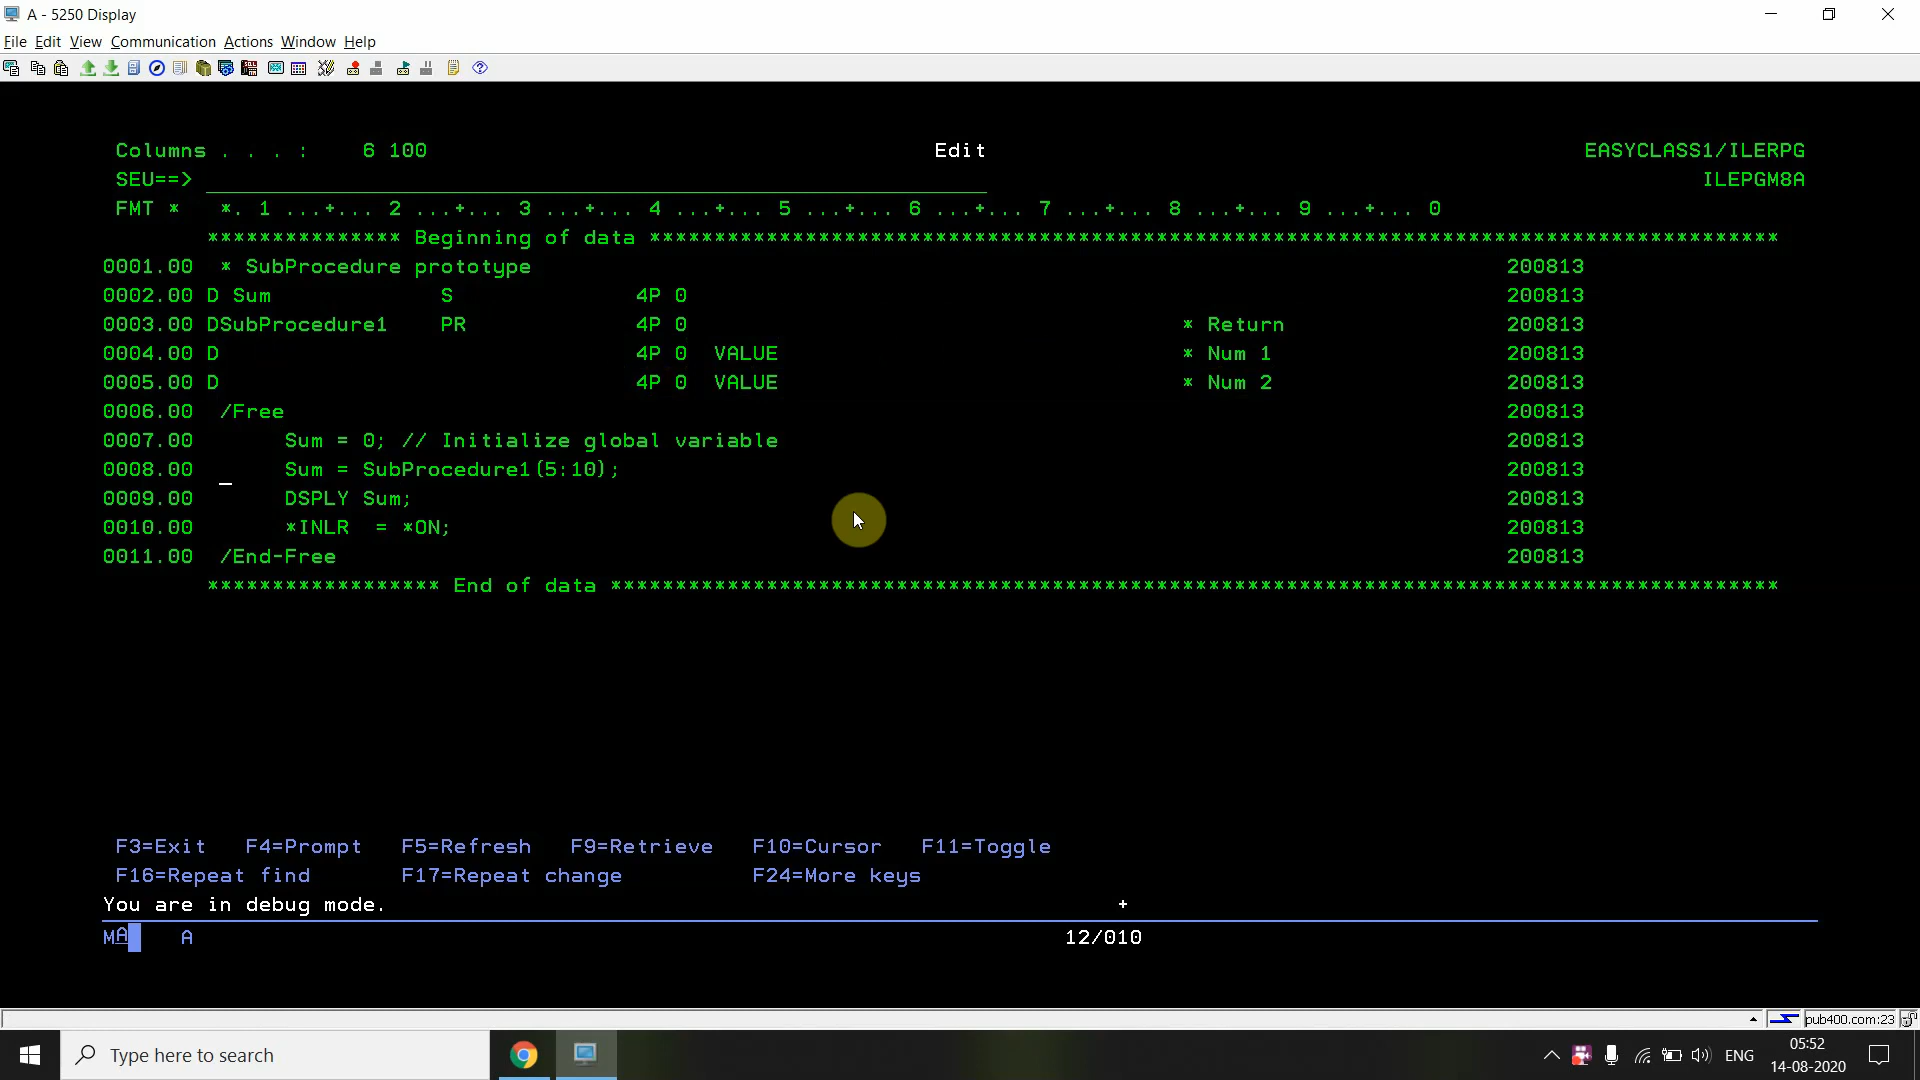 A - 5250 Display
File Edit View Communication Actions Window Help
Columns . . . :    6 100    Edit    EASYCLASS1/ILERPG
SEU==>    ILEPGM8A
FMT *   *. 1 ...+... 2 ...+... 3 ...+... 4 ...+... 5 ...+... 6 ...+... 7 ...+... 8 ...+... 9 ...+... 0
*************** Beginning of data ***************************************************************************************
0001.00  * SubProcedure prototype    200813
0002.00 D Sum             S              4P 0    200813
0003.00 DSubProcedure1    PR             4P 0    * Return    200813
0004.00 D                                4P 0  VALUE    * Num 1    200813
0005.00 D                                4P 0  VALUE    * Num 2    200813
0006.00  /Free    200813
0007.00       Sum = 0; // Initialize global variable    200813
0008.00       Sum = SubProcedure1(5:10);    200813
0009.00       DSPLY Sum;    200813
0010.00       *INLR  = *ON;    200813
0011.00  /End-Free    200813
****************** End of data ******************************************************************************************
F3=Exit   F4=Prompt   F5=Refresh   F9=Retrieve   F10=Cursor   F11=Toggle
F16=Repeat find       F17=Repeat change          F24=More keys
You are in debug mode.    +
MA    A    12/010
pub400.com:23
Type here to search
ENG
05:52
14-08-2020